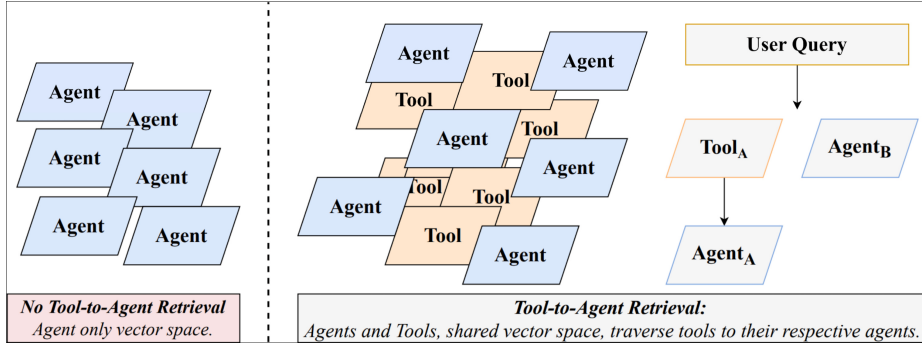 Agent
Agent
Agent
Agent
Agent
Agent
No Tool-to-Agent Retrieval
Agent only vector space.
Agent
Agent
Tool
Tool
Agent
Tool
Agent
Tool
Tool
Agent
Tool
Agent
Tool-to-Agent Retrieval:
Agents and Tools, shared vector space, traverse tools to their respective agents.
User Query
ToolA
AgentB
AgentA